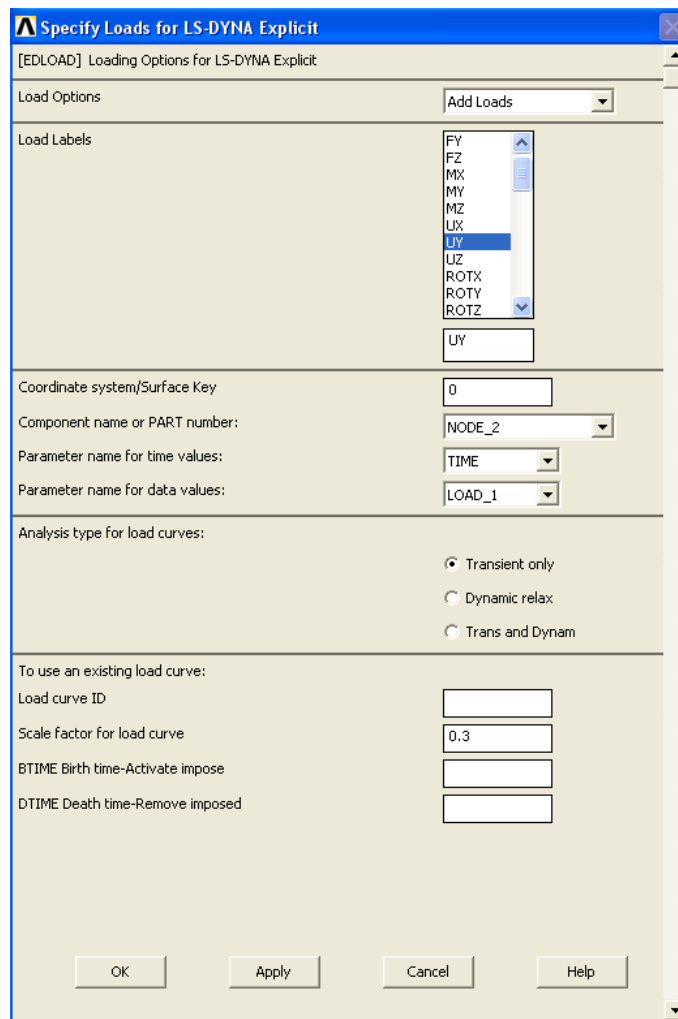 Specify Loads for LS-DYNA Explicit
[EDLOAD] Loading Options for LS-DYNA Explicit
Load Options Add Loads
Load Labels
FY
FZ
MX
MY
MZ
UX
UY
UZ
ROTX
ROTY
ROTZ
UY
Coordinate system/Surface Key 0
Component name or PART number: NODE_2
Parameter name for time values: TIME
Parameter name for data values: LOAD_1
Analysis type for load curves:
Transient only
Dynamic relax
Trans and Dynam
To use an existing load curve:
Load curve ID
Scale factor for load curve 0.3
BTIME Birth time-Activate impose
DTIME Death time-Remove imposed
OK Apply Cancel Help